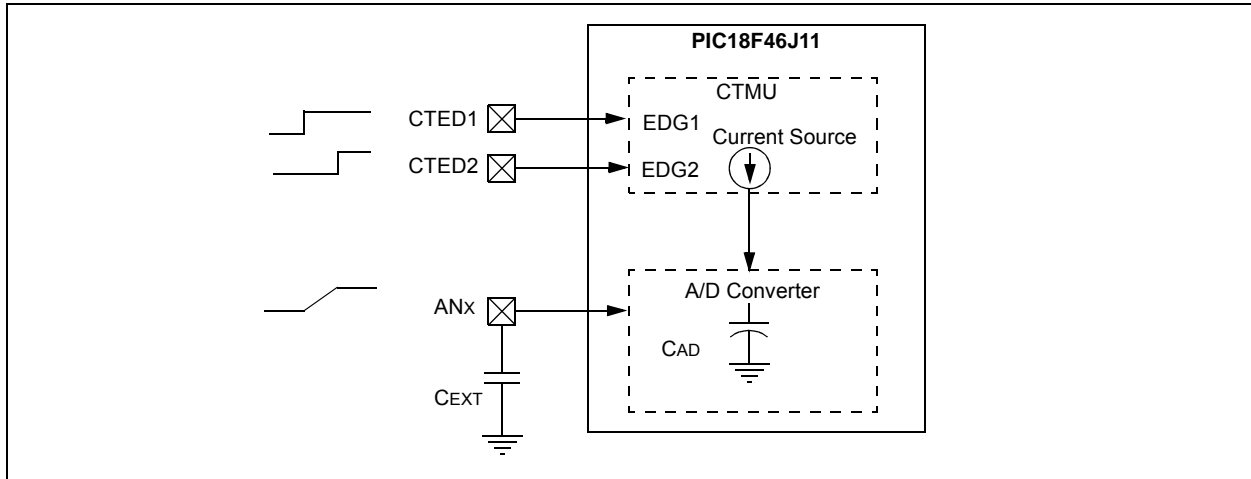 PIC18F46J11
CTMU
CTED1
EDG1
Current Source
CTED2
EDG2
A/D Converter
ANX
CAD
CEXT